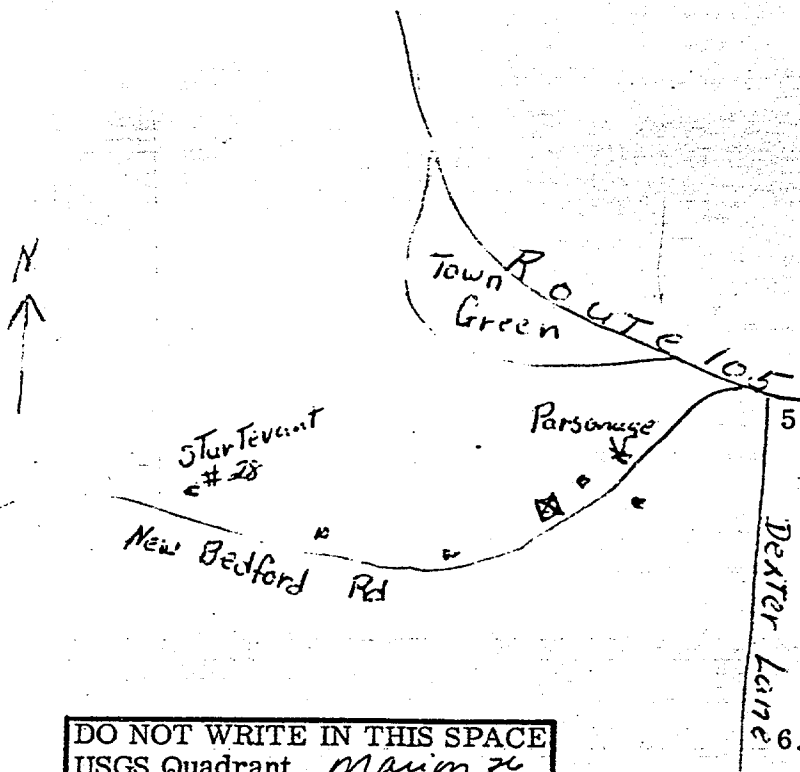 N
Town
Green
Route 105
5
Parsonage
Sturtevant
# 28
New Bedford Rd
Dexter Lane
6.
DO NOT WRITE IN THIS SPACE
USGS Quadrant Marion